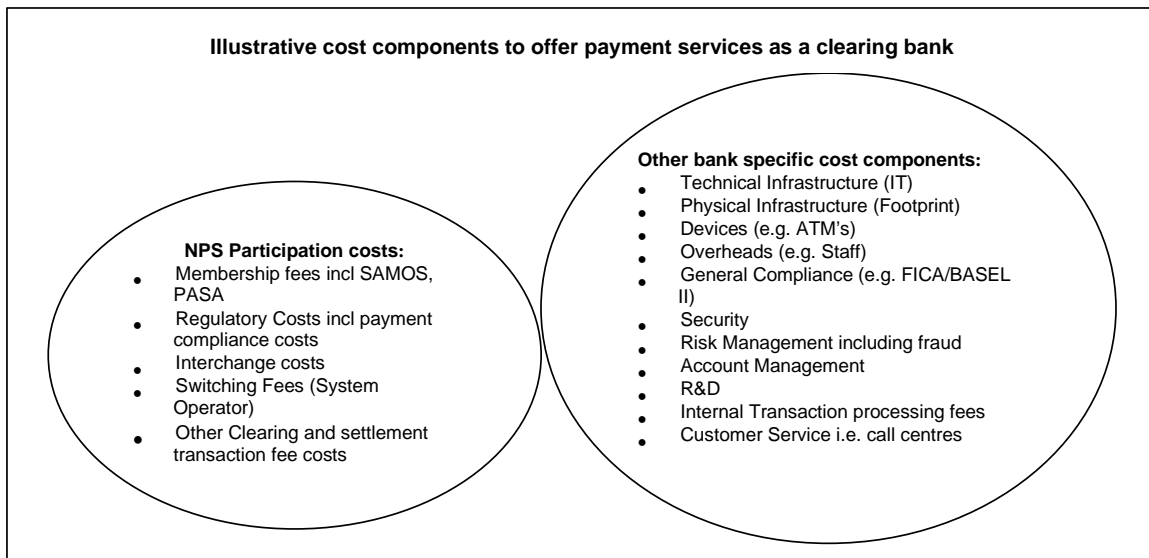 Illustrative cost components to offer payment services as a clearing bank
NPS Participation costs:
• Membership fees incl SAMOS,
PASA
• Regulatory Costs incl payment
compliance costs
• Interchange costs
• Switching Fees (System
Operator)
• Other Clearing and settlement
transaction fee costs
Other bank specific cost components:
• Technical Infrastructure (IT)
• Physical Infrastructure (Footprint)
• Devices (e.g. ATM's)
• Overheads (e.g. Staff)
• General Compliance (e.g. FICA/BASEL
II)
• Security
• Risk Management including fraud
• Account Management
• R&D
• Internal Transaction processing fees
• Customer Service i.e. call centres